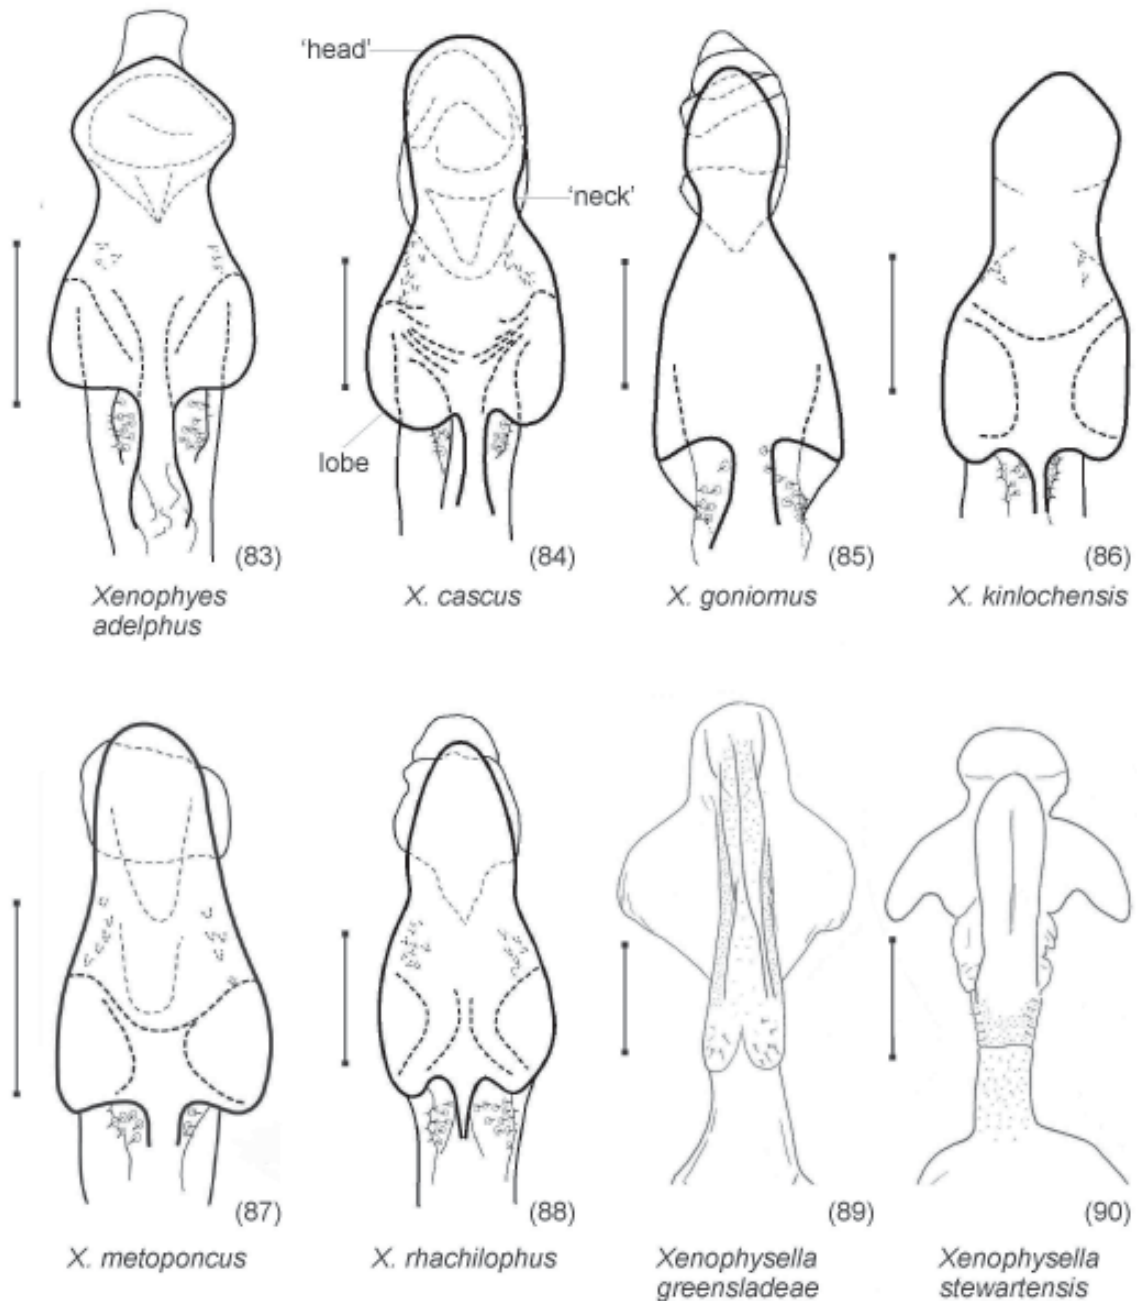 'head'
'neck'
lobe
(83)
(84)
(85)
(86)
Xenophyes
adelphus
X. cascus
X. goniomus
X. kinlochensis
(87)
(88)
(89)
(90)
X. metoponcus
X. rhachilophus
Xenophysella
greensladeae
Xenophysella
stewartensis